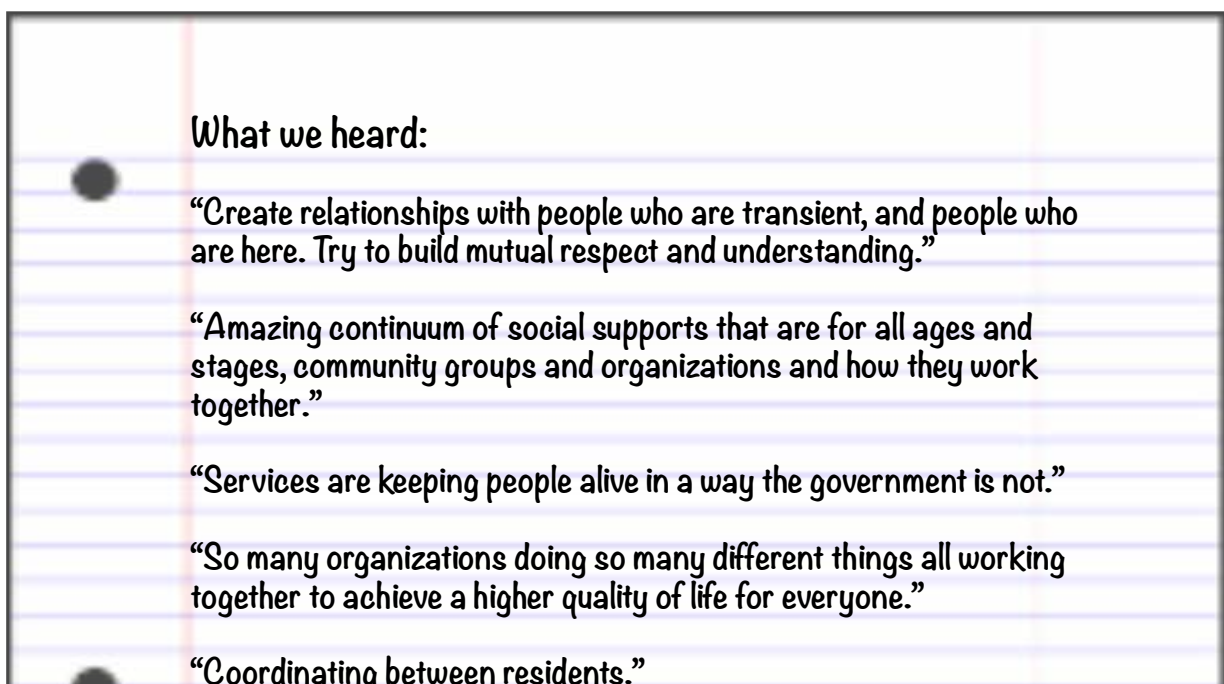 What we heard:
“Create relationships with people who are transient, and people who
are here. Try to build mutual respect and understanding.”
“Amazing continuum of social supports that are for all ages and
stages, community groups and organizations and how they work
together.”
“Services are keeping people alive in a way the government is not.”
“So many organizations doing so many different things all working
together to achieve a higher quality of life for everyone.”
“Coordinating between residents.”